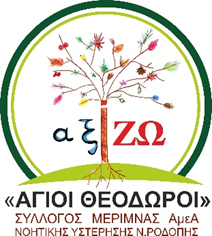 α ξ ΖΩ
«ΑΓΙΟΙ ΘΕΟΔΩΡΟΙ»
ΣΥΛΛΟΓΟΣ ΜΕΡΙΜΝΑΣ ΑμεΑ
ΝΟΗΤΙΚΗΣ ΥΣΤΕΡΗΣΗΣ Ν.ΡΟΔΟΠΗΣ